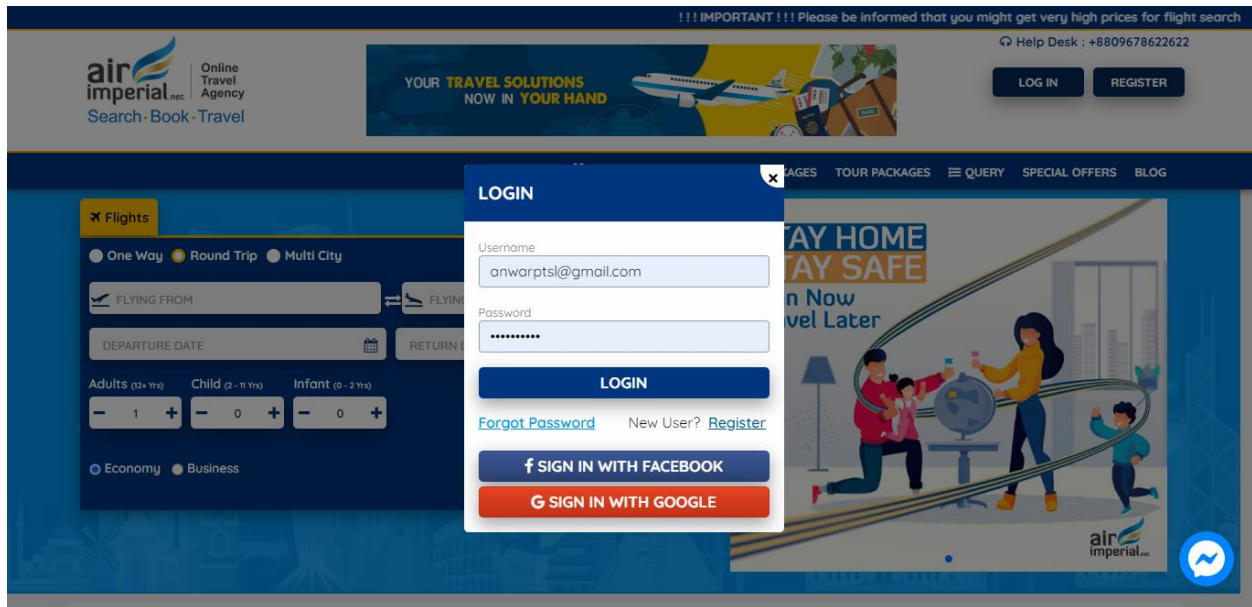 ! ! ! IMPORTANT ! ! ! Please be informed that you might get very high prices for flight search
Help Desk : +8809678622622
air imperial.net
Online Travel Agency
Search · Book · Travel
YOUR TRAVEL SOLUTIONS
NOW IN YOUR HAND
LOG IN
REGISTER
TOUR PACKAGES
QUERY
SPECIAL OFFERS
BLOG
LOGIN
x
Username
anwarptsl@gmail.com
Password
••••••••••
LOGIN
Forgot Password
New User? Register
f SIGN IN WITH FACEBOOK
G SIGN IN WITH GOOGLE
Flights
One Way
Round Trip
Multi City
FLYING FROM
DEPARTURE DATE
Adults (12+ Yrs)
Child (2 - 11 Yrs)
Infant (0 - 2 Yrs)
− 1 +
− 0 +
− 0 +
Economy
Business
HOME
SAFE
Now
Later
air imperial.net